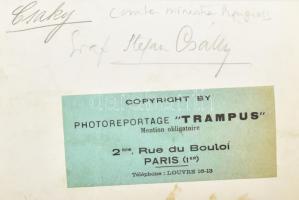 Csaky
Comte ministre
Graf Stefan Csaky
COPYRIGHT BY
PHOTOREPORTAGE "TRAMPUS"
Mention obligatoire
2bis, Rue du Bouloi
PARIS (1er)
Téléphone: LOUVRE 16-13